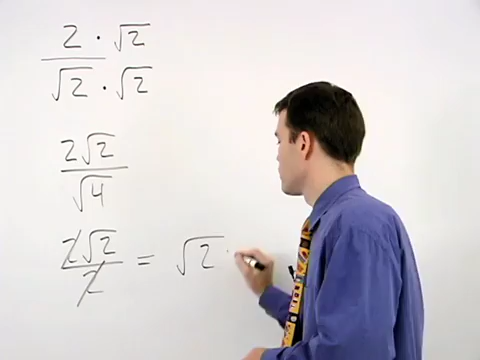 2 · √2
√2 · √2
2√2
√4
2√2 = √2 ·
2